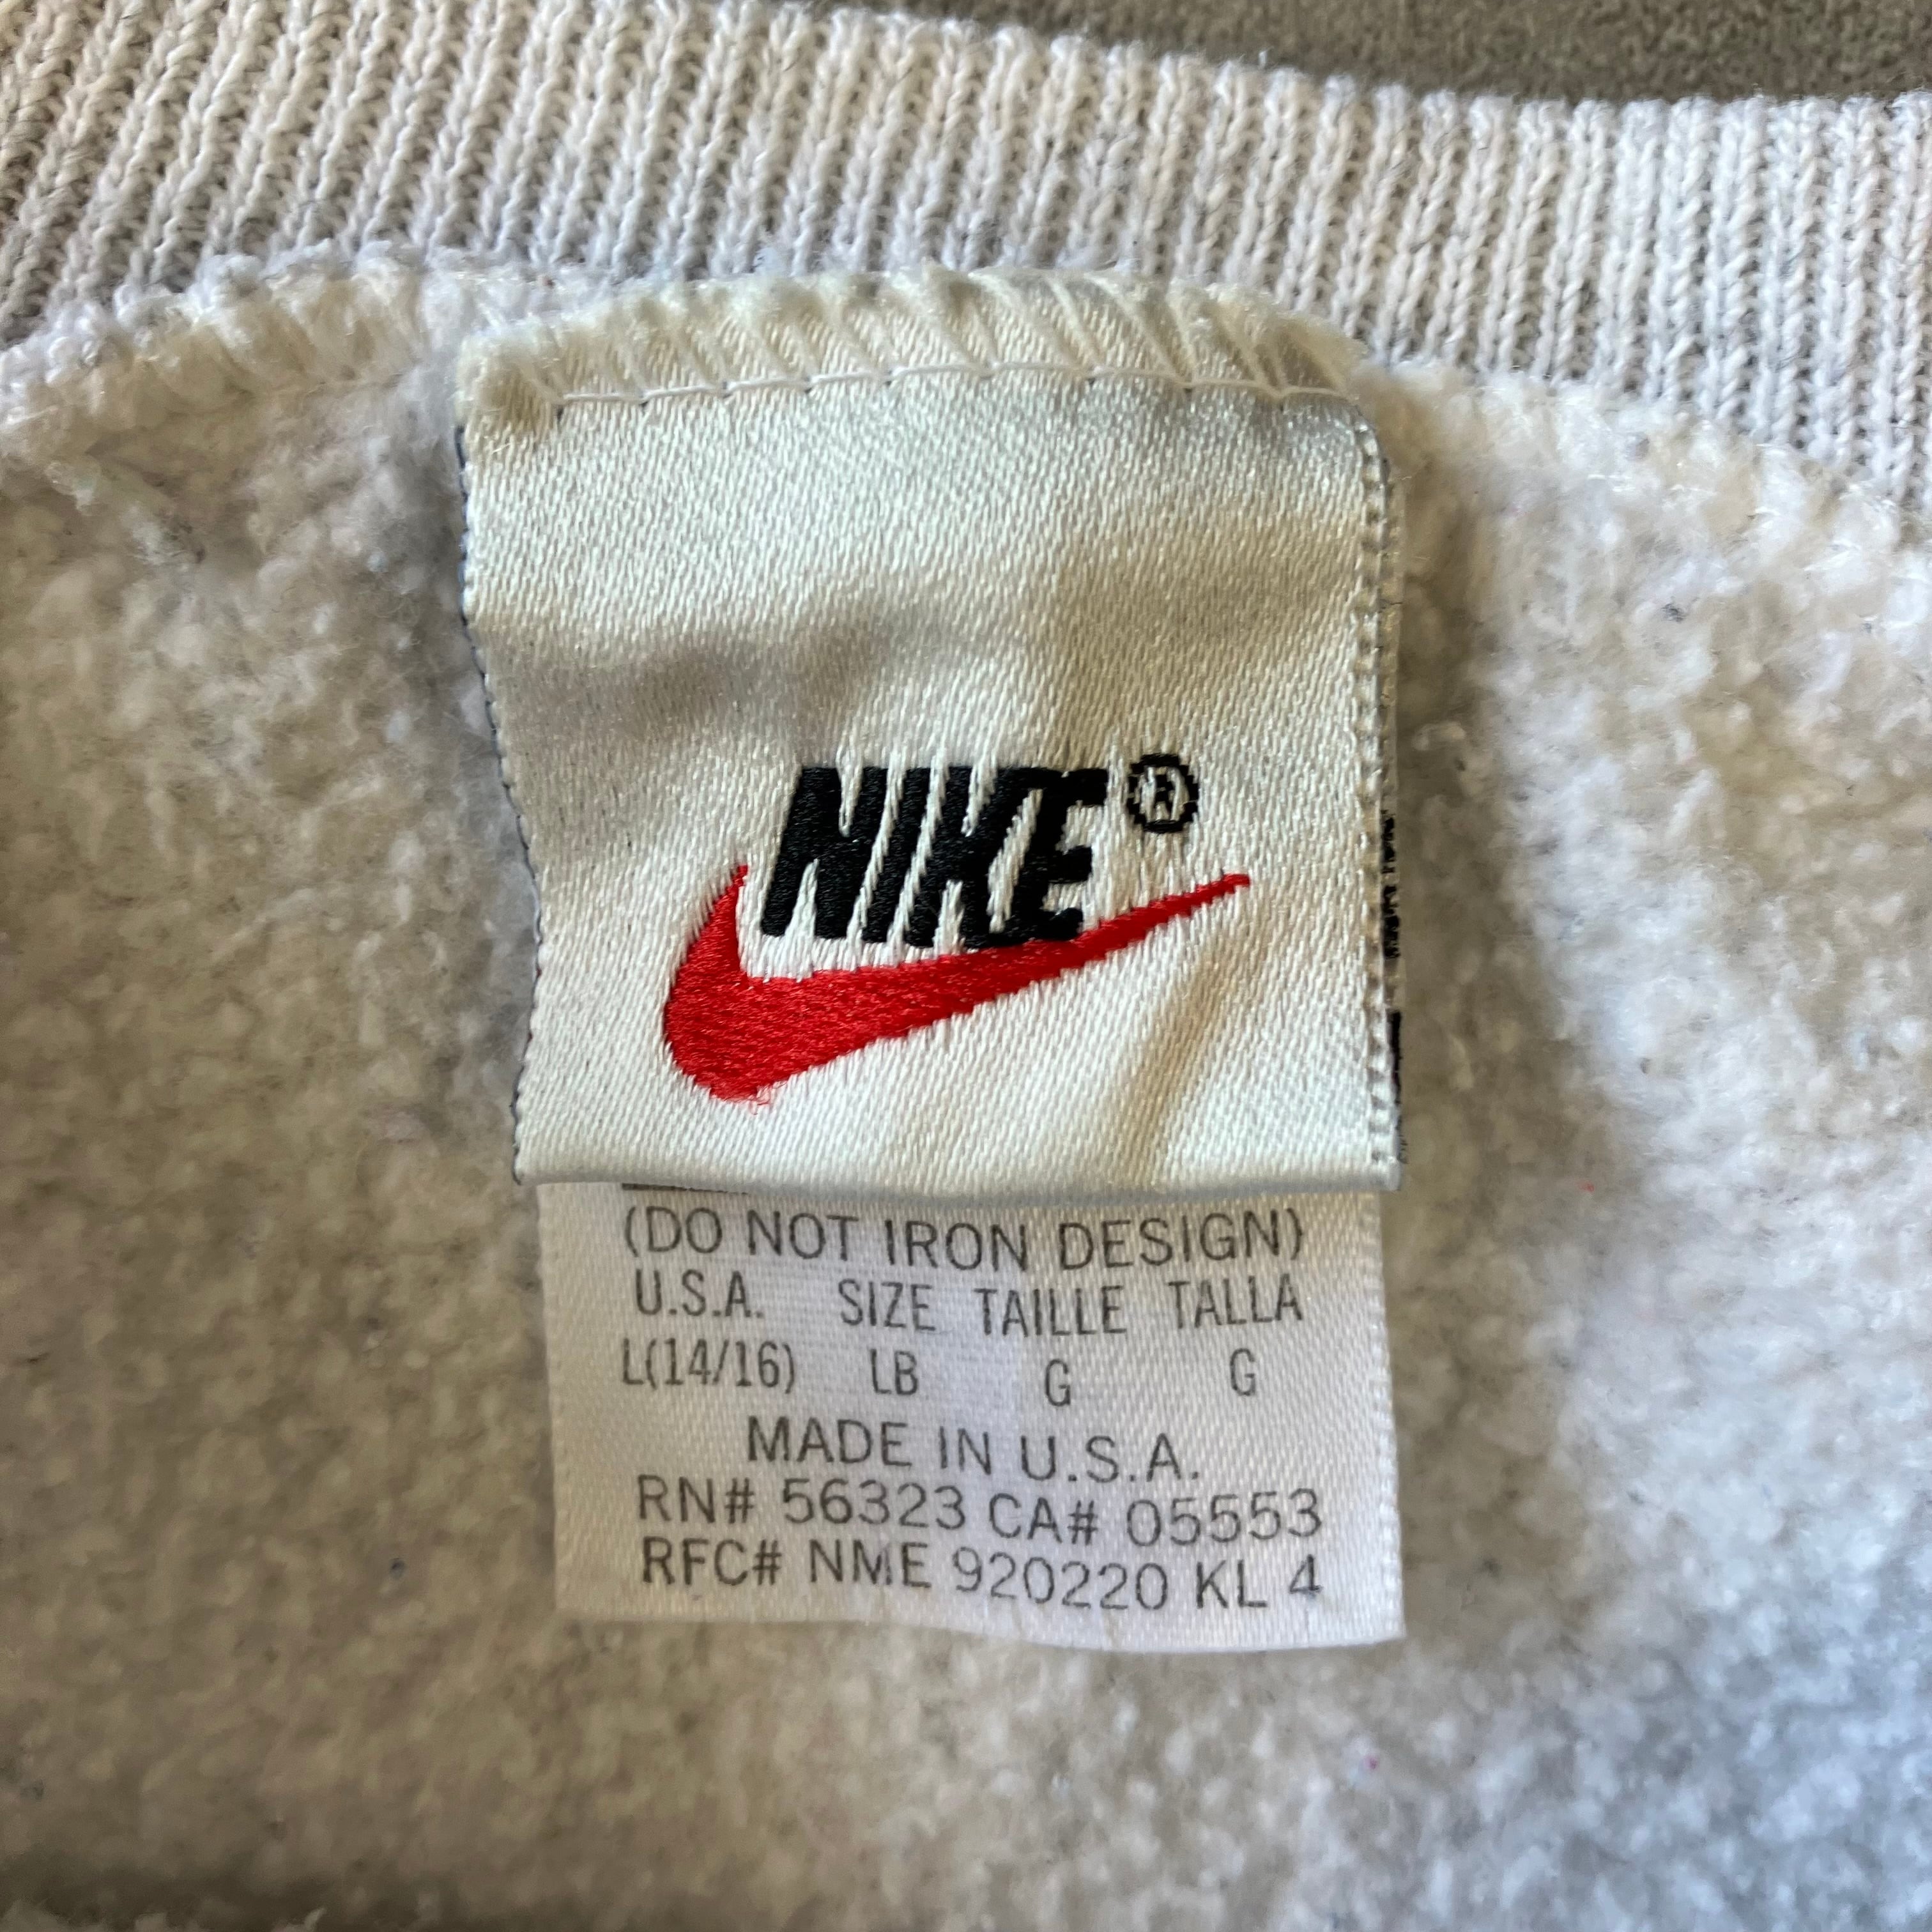 NIKE®
(DO NOT IRON DESIGN)
U.S.A. SIZE TAILLE TALLA
L(14/16) LB G G
MADE IN U.S.A.
RN# 56323 CA# 05553
RFC# NME 920220 KL 4